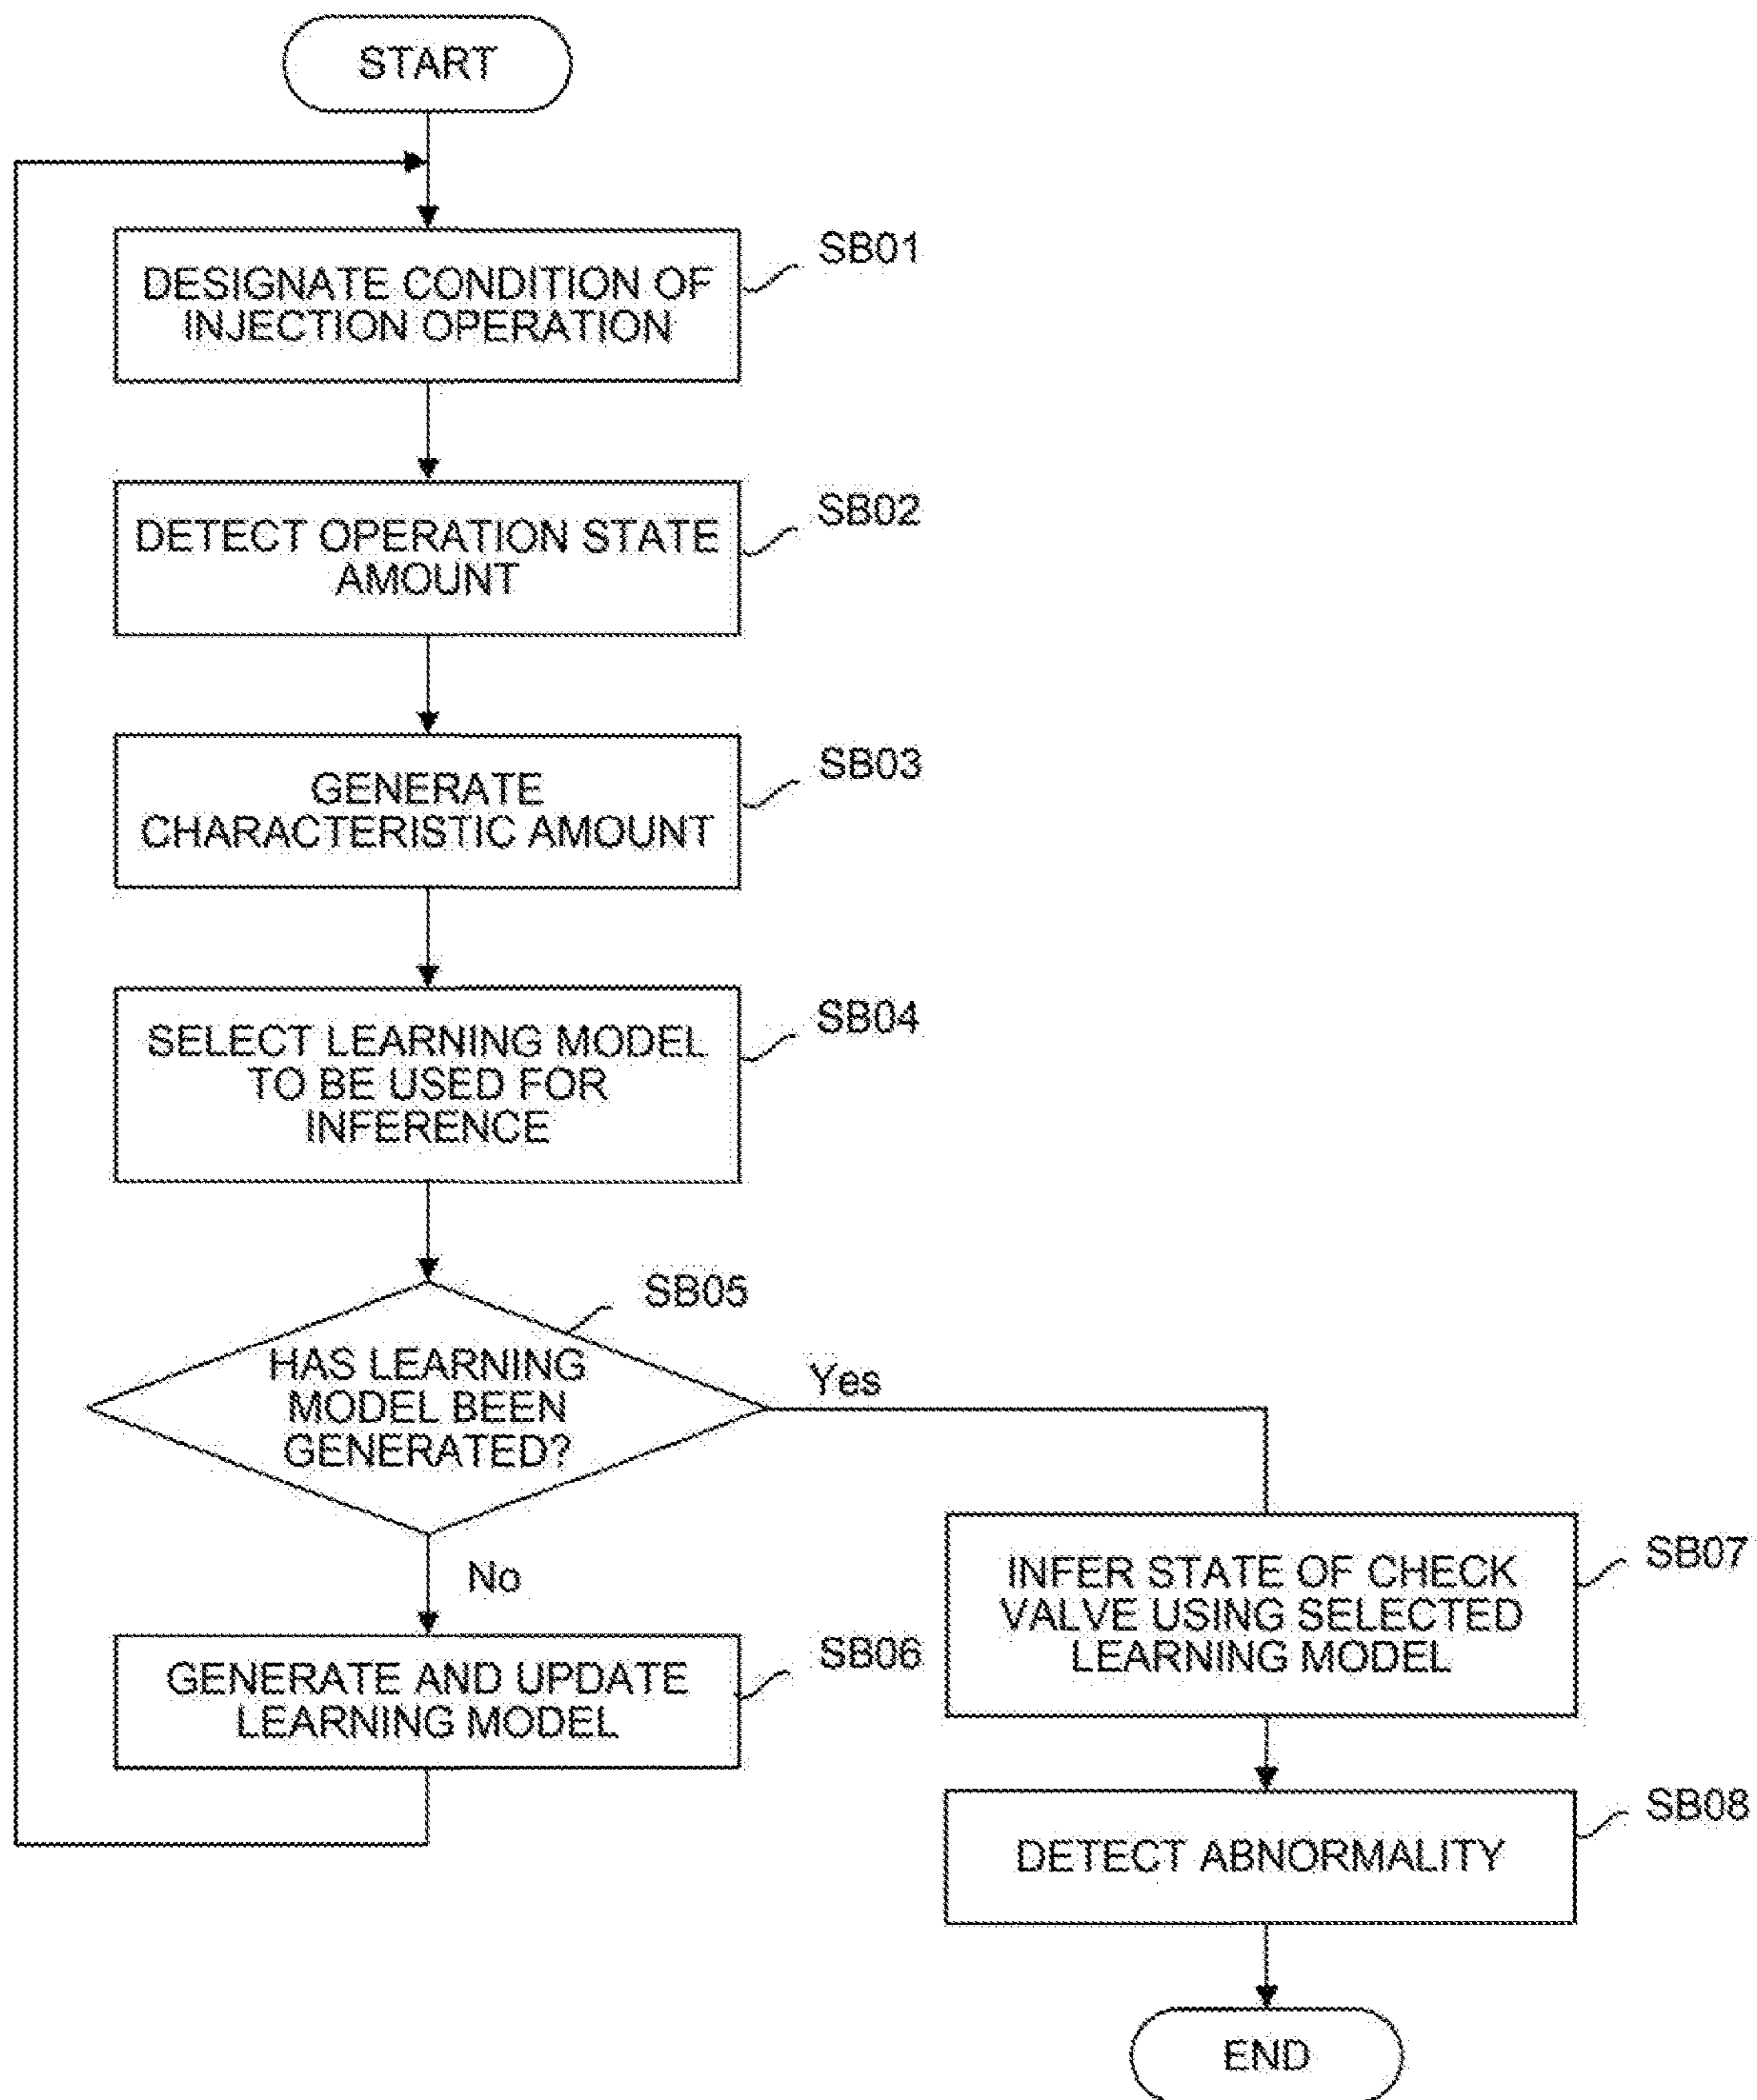 START
DESIGNATE CONDITION OF
INJECTION OPERATION
SB01
DETECT OPERATION STATE
AMOUNT
SB02
GENERATE
CHARACTERISTIC AMOUNT
SB03
SELECT LEARNING MODEL
TO BE USED FOR
INFERENCE
SB04
HAS LEARNING
MODEL BEEN
GENERATED?
SB05
Yes
No
GENERATE AND UPDATE
LEARNING MODEL
SB06
INFER STATE OF CHECK
VALVE USING SELECTED
LEARNING MODEL
SB07
DETECT ABNORMALITY
SB08
END